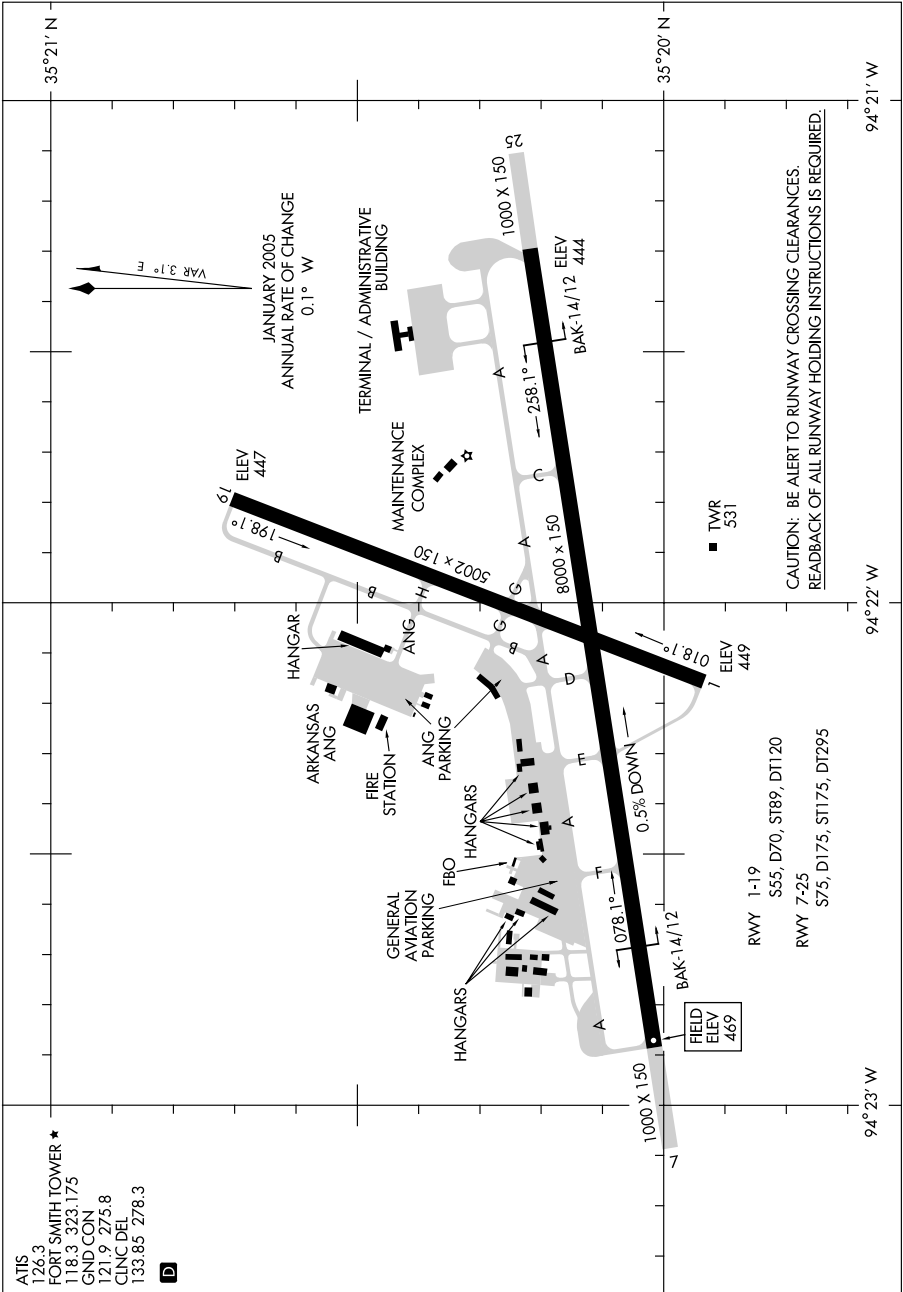 ATIS
126.3
FORT SMITH TOWER ★
118.3 323.175
GND CON
121.9 275.8
CLNC DEL
133.85 278.3
D
35°21' N
35°20' N
94°21' W
94°22' W
94°23' W
VAR 3.1° E
JANUARY 2005
ANNUAL RATE OF CHANGE
0.1° W
TERMINAL / ADMINISTRATIVE
BUILDING
MAINTENANCE
COMPLEX
19
ELEV
447
198.1°
5002 x 150
B
B
H
G
G
B
HANGAR
ANG
ARKANSAS
ANG
FIRE
STATION
ANG
PARKING
HANGARS
FBO
GENERAL
AVIATION
PARKING
HANGARS
25
1000 X 150
ELEV
444
BAK-14/12
258.1°
A
C
A
8000 x 150
A
D
E
A
F
A
018.1°
1
ELEV
449
0.5% DOWN
078.1°
BAK-14/12
FIELD
ELEV
469
1000 X 150
7
TWR
531
RWY 1-19
S55, D70, ST89, DT120
RWY 7-25
S75, D175, ST175, DT295
CAUTION: BE ALERT TO RUNWAY CROSSING CLEARANCES.
READBACK OF ALL RUNWAY HOLDING INSTRUCTIONS IS REQUIRED.